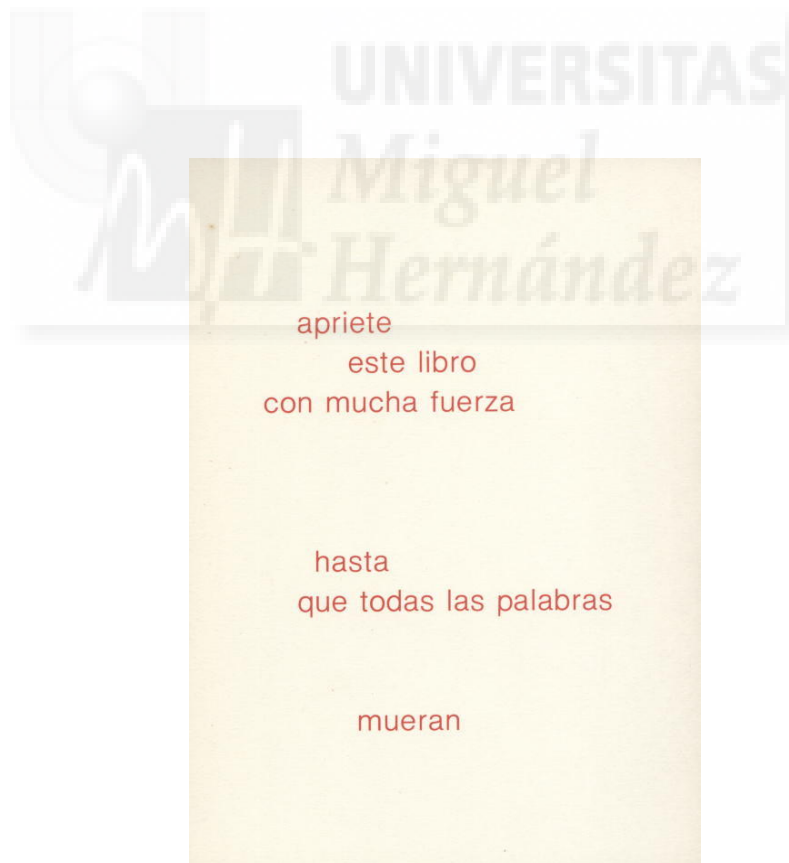 UNIVERSITAS
Miguel
Hernández
apriete
este libro
con mucha fuerza
hasta
que todas las palabras
mueran